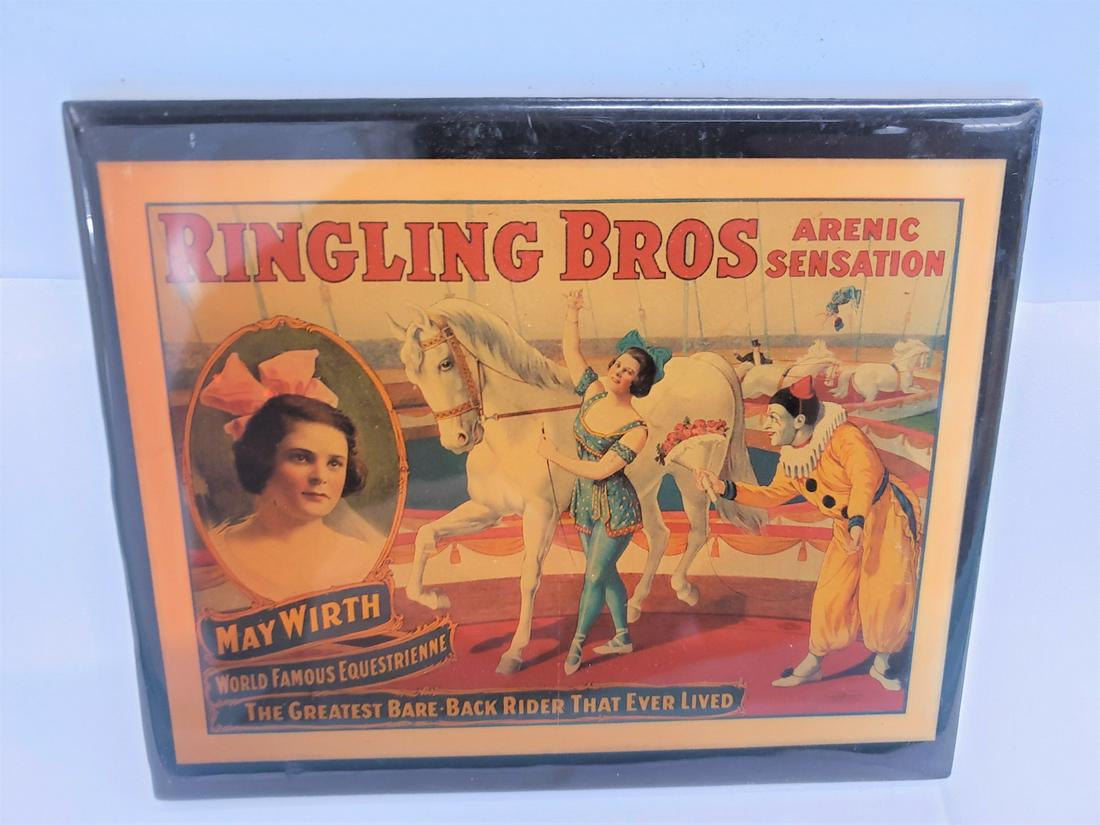 RINGLING BROS
ARENIC
SENSATION
MAY WIRTH
WORLD FAMOUS EQUESTRIENNE
THE GREATEST BARE-BACK RIDER THAT EVER LIVED